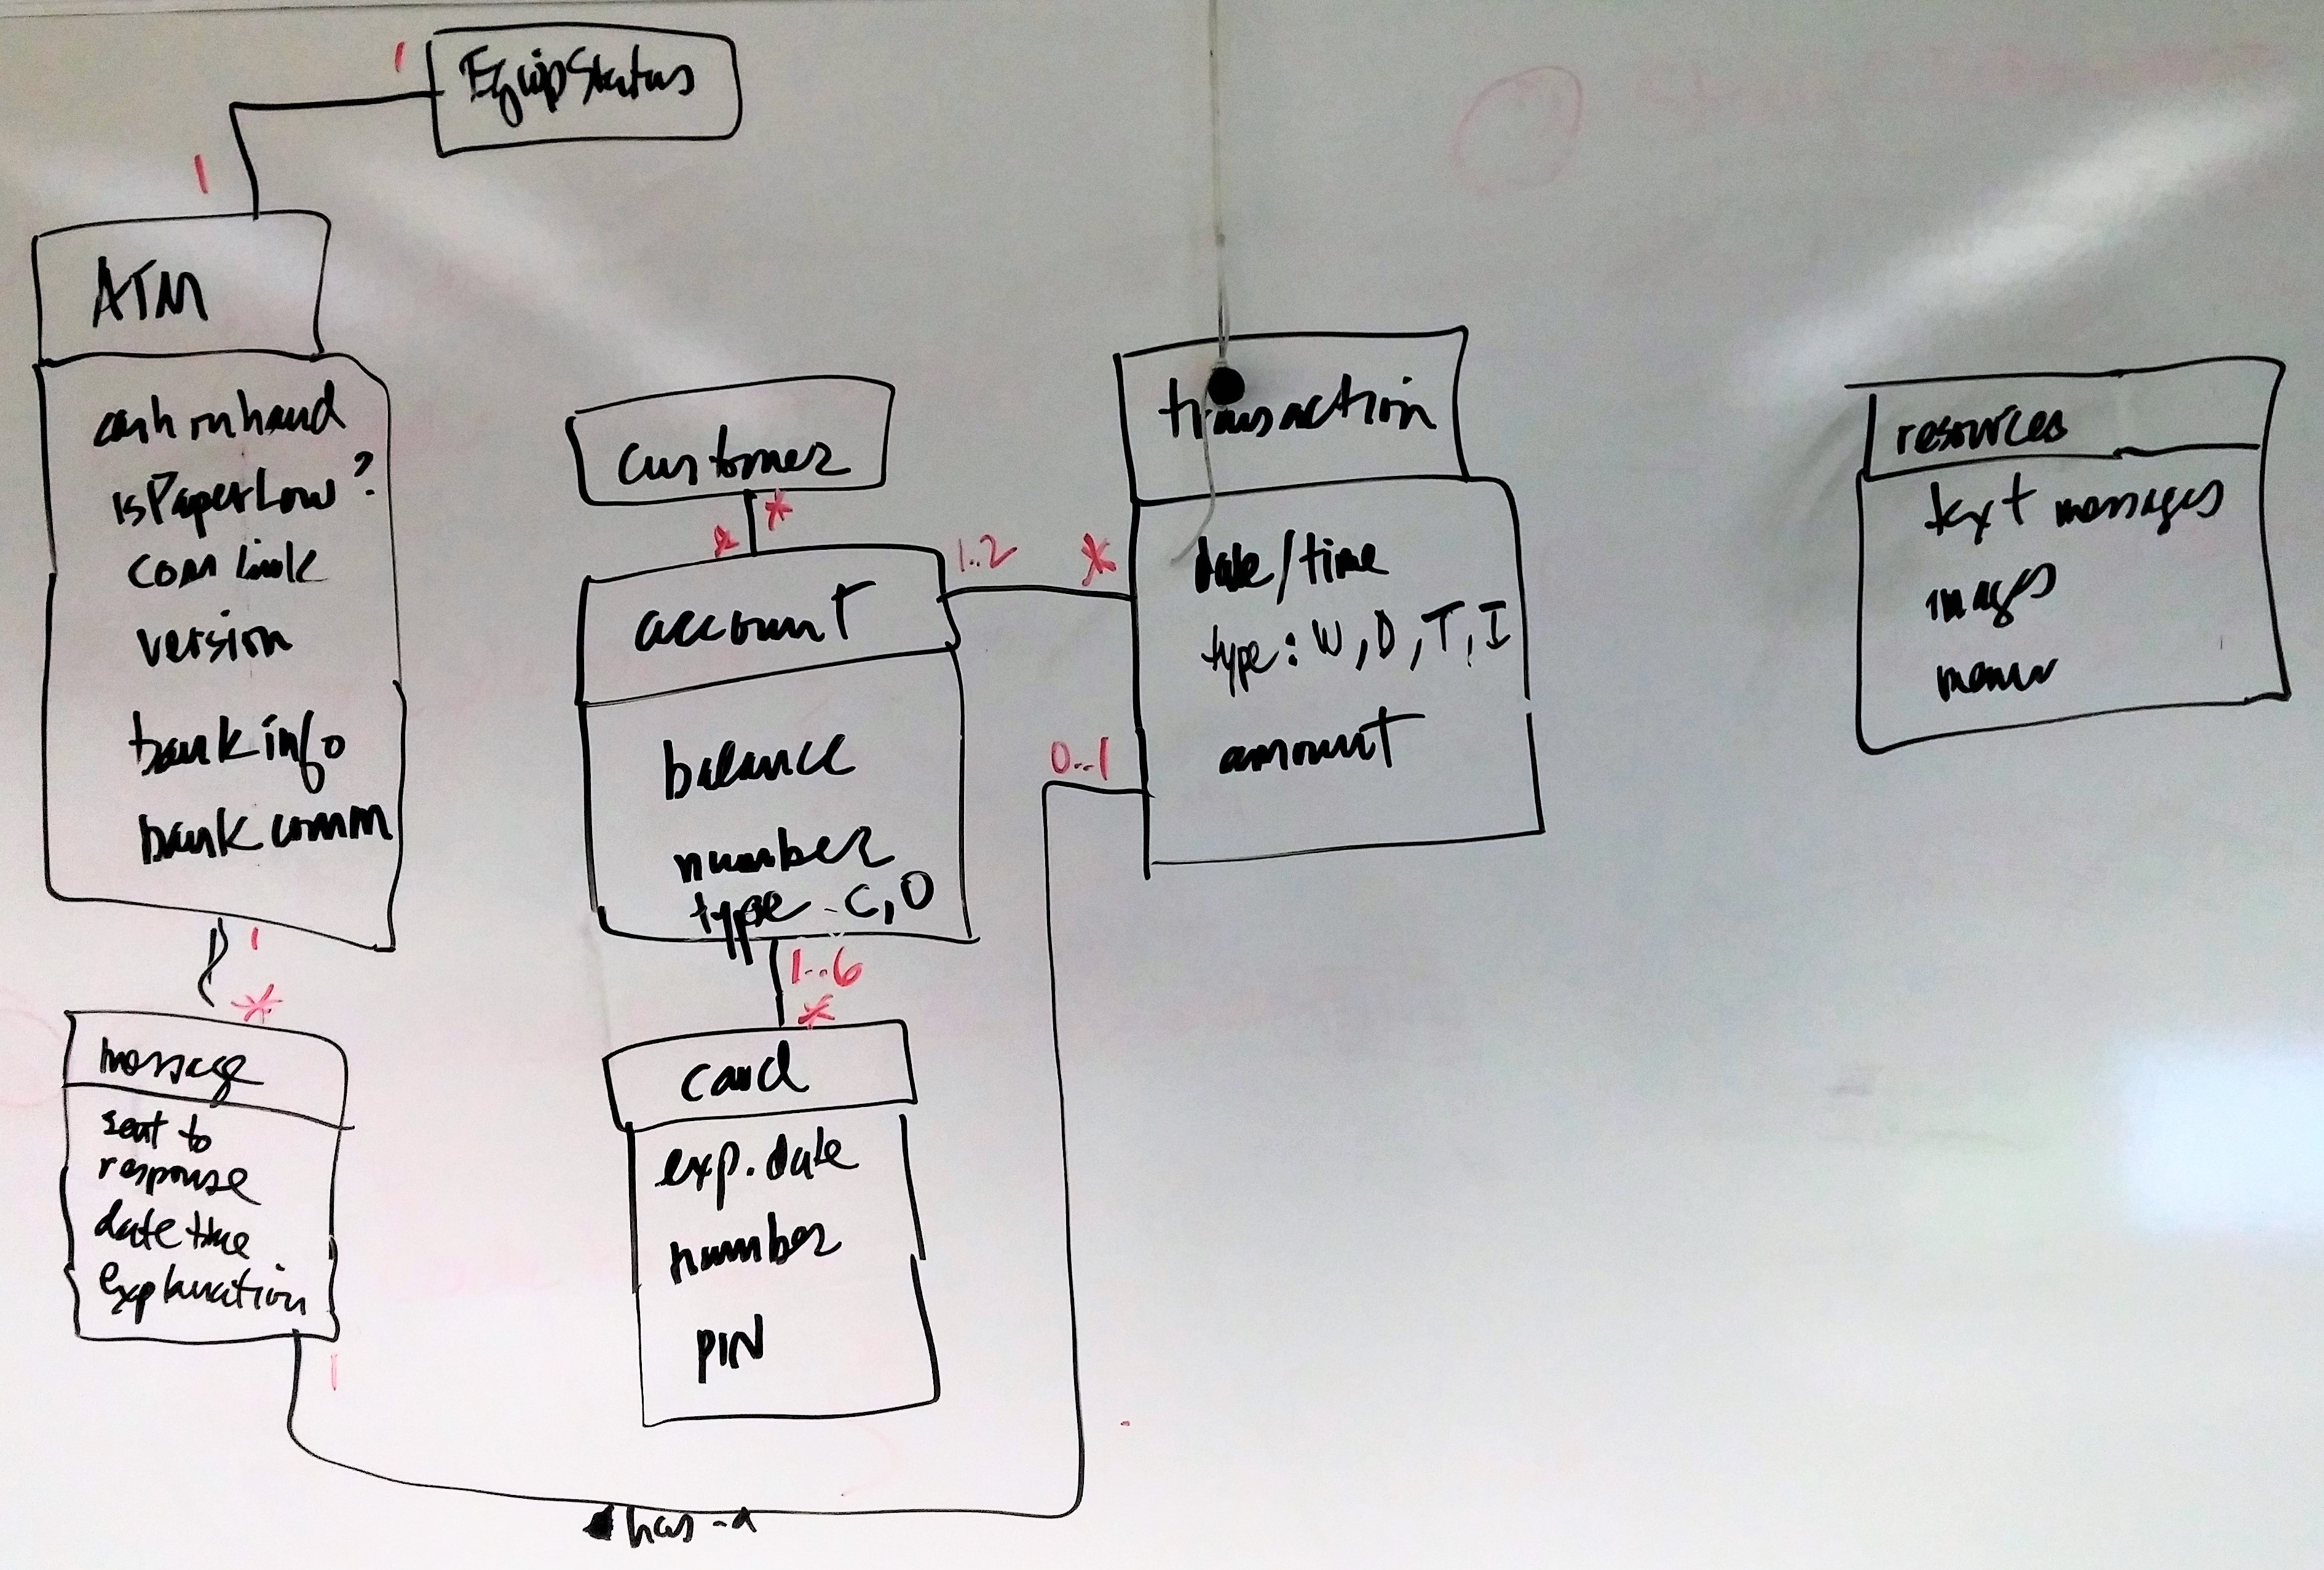 1
EquipStatus
1
ATM
cash on hand
isPaperLow?
com link
version
bank info
bank comm
1
*
message
sent to
response
date time
explanation
1
customer
*
*
account
balance
number
type - C, D
1..6
*
card
exp. date
number
PIN
1..2
*
transaction
date/time
type: W, D, T, I
amount
0..1
has-a
resources
text messages
images
menu